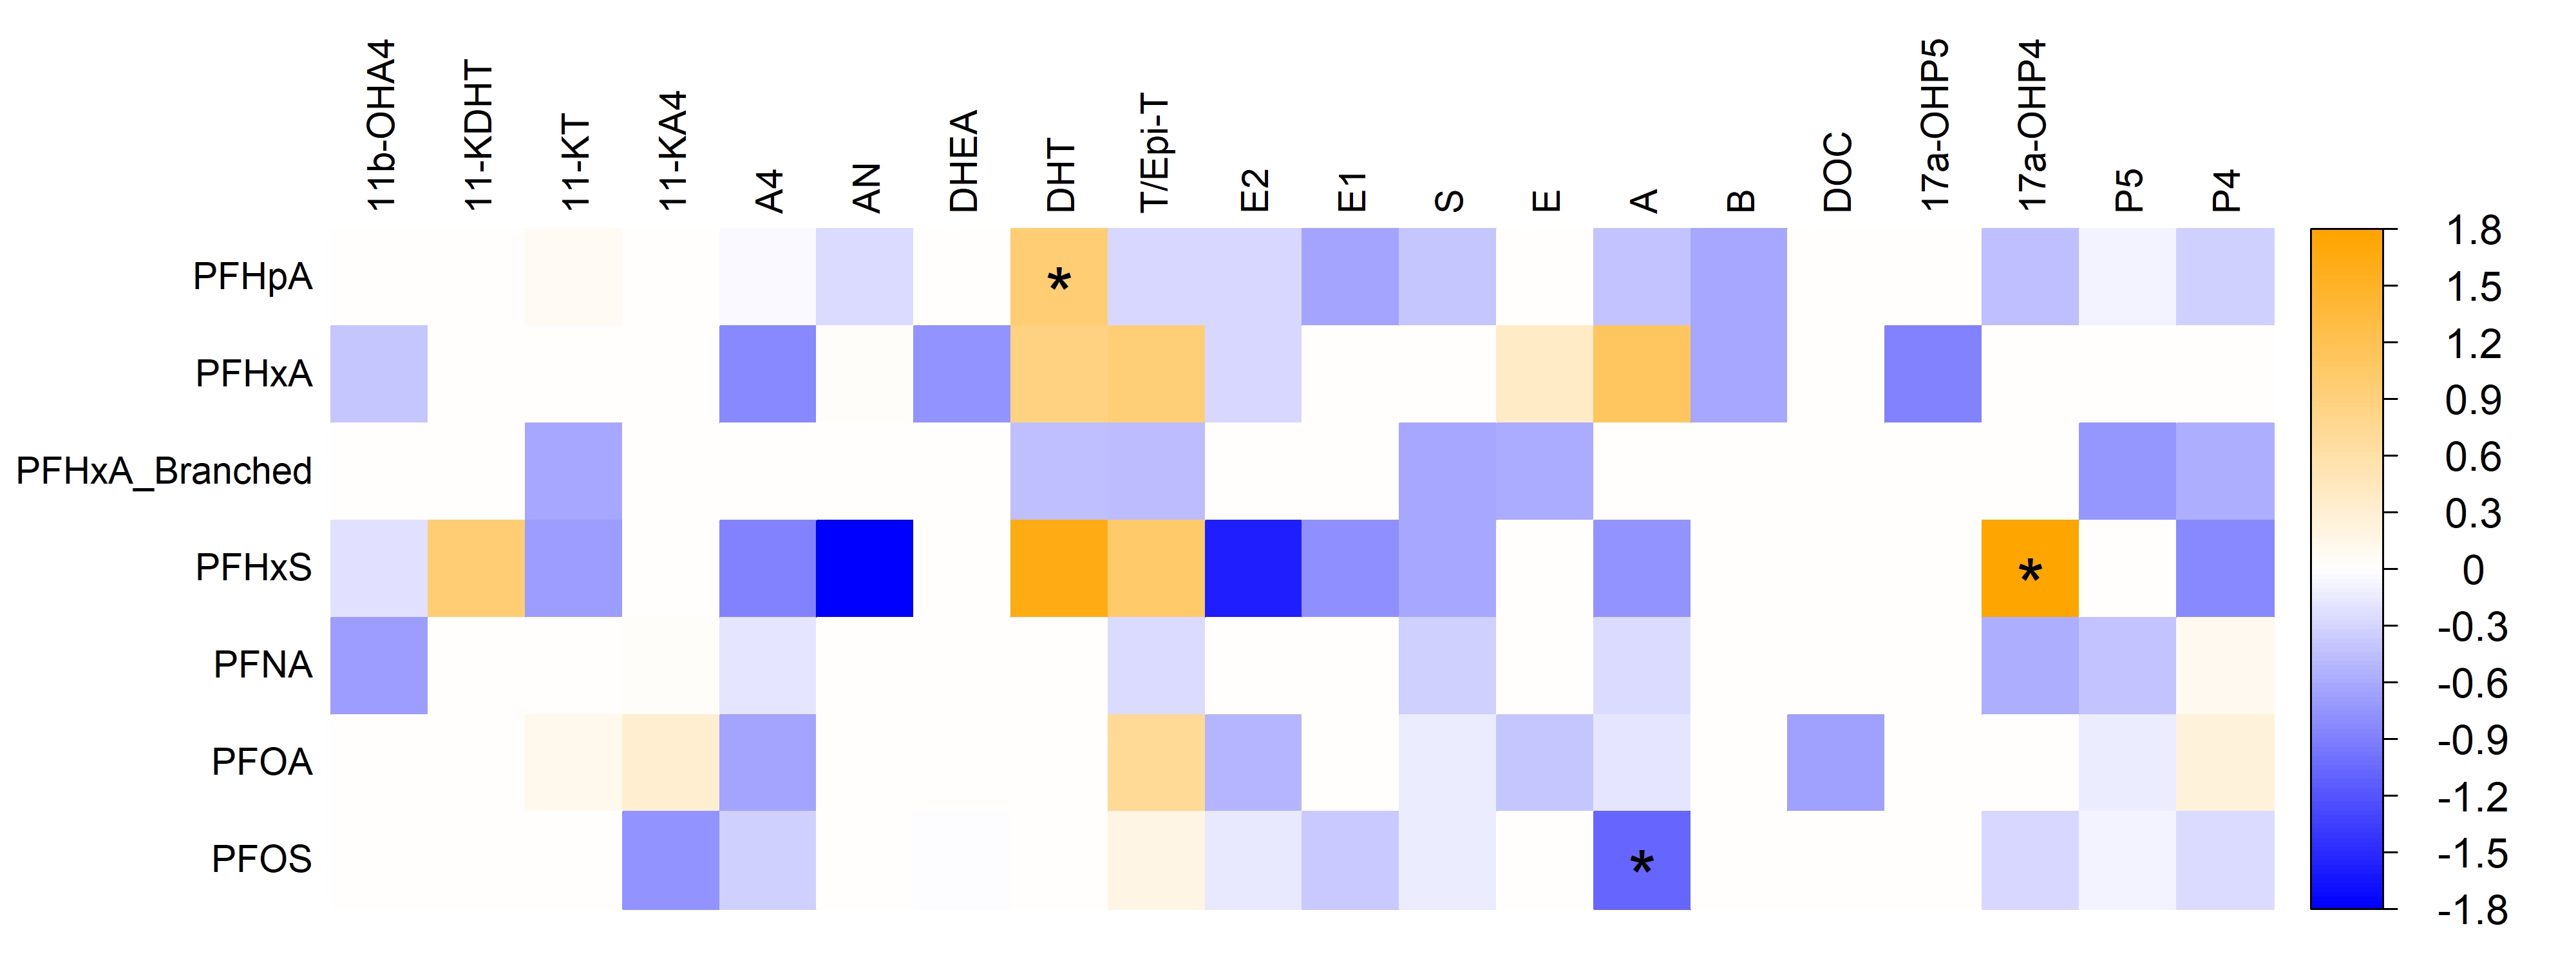 11b-OHA4
11-KDHT
11-KT
11-KA4
A4
AN
DHEA
DHT
T/Epi-T
E2
E1
S
E
A
B
DOC
17a-OHP5
17a-OHP4
P5
P4
PFHpA
*
PFHxA
PFHxA_Branched
PFHxS
*
PFNA
PFOA
PFOS
*
1.8
1.5
1.2
0.9
0.6
0.3
0
-0.3
-0.6
-0.9
-1.2
-1.5
-1.8